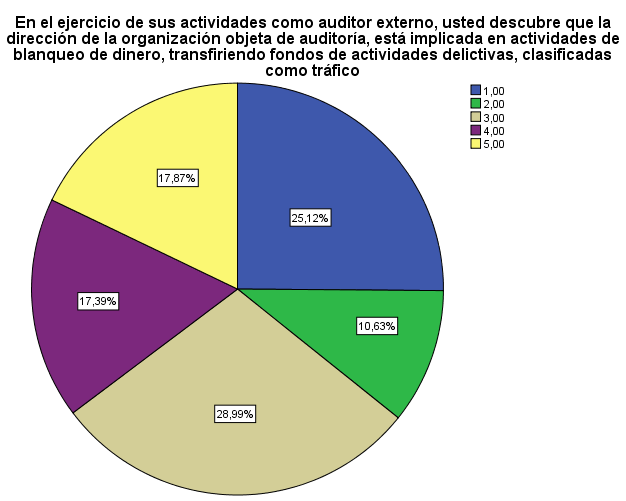 En el ejercicio de sus actividades como auditor externo, usted descubre que la
dirección de la organización objeta de auditoría, está implicada en actividades de
blanqueo de dinero, transfiriendo fondos de actividades delictivas, clasificadas
como tráfico
1,00
2,00
3,00
4,00
5,00
17,87%
25,12%
17,39%
10,63%
28,99%